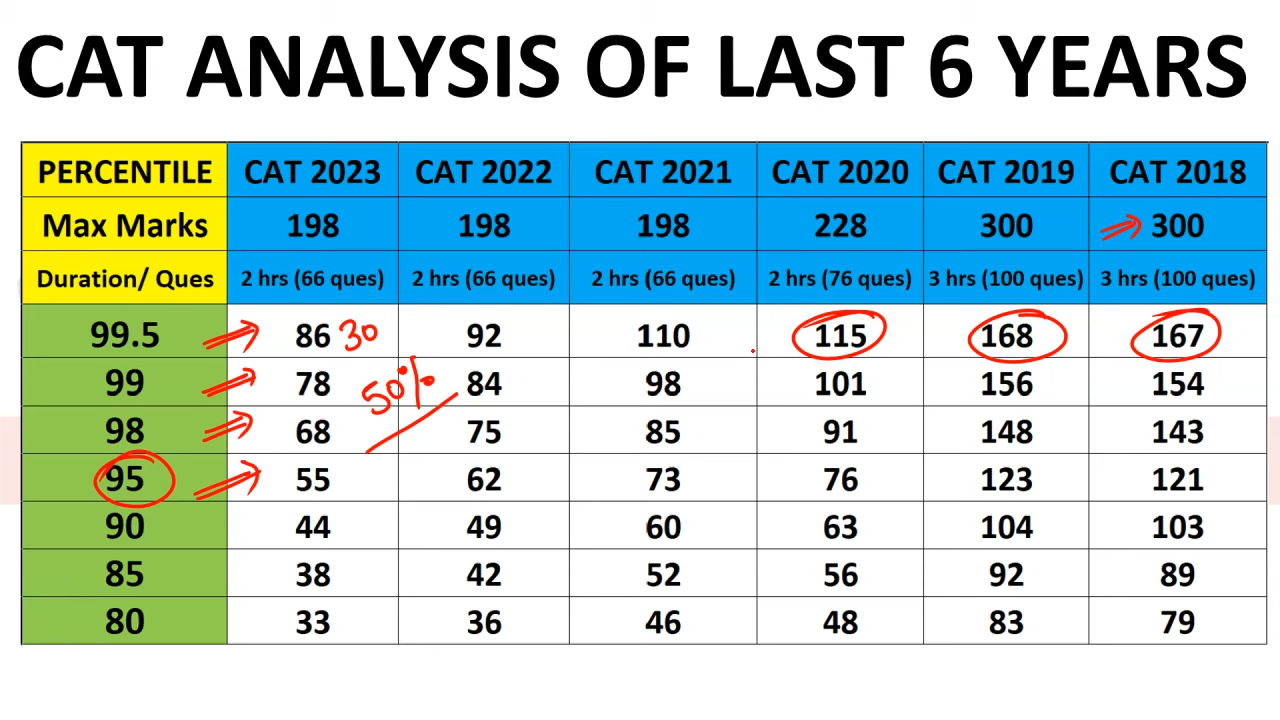 CAT ANALYSIS OF LAST 6 YEARS
PERCENTILE CAT 2023 CAT 2022 CAT 2021 CAT 2020 CAT 2019 CAT 2018
Max Marks 198 198 198 228 300 300
Duration/ Ques 2 hrs (66 ques) 2 hrs (66 ques) 2 hrs (66 ques) 2 hrs (76 ques) 3 hrs (100 ques) 3 hrs (100 ques)
99.5 86 30 92 110 115 168 167
99 78 50% 84 98 101 156 154
98 68 75 85 91 148 143
95 55 62 73 76 123 121
90 44 49 60 63 104 103
85 38 42 52 56 92 89
80 33 36 46 48 83 79